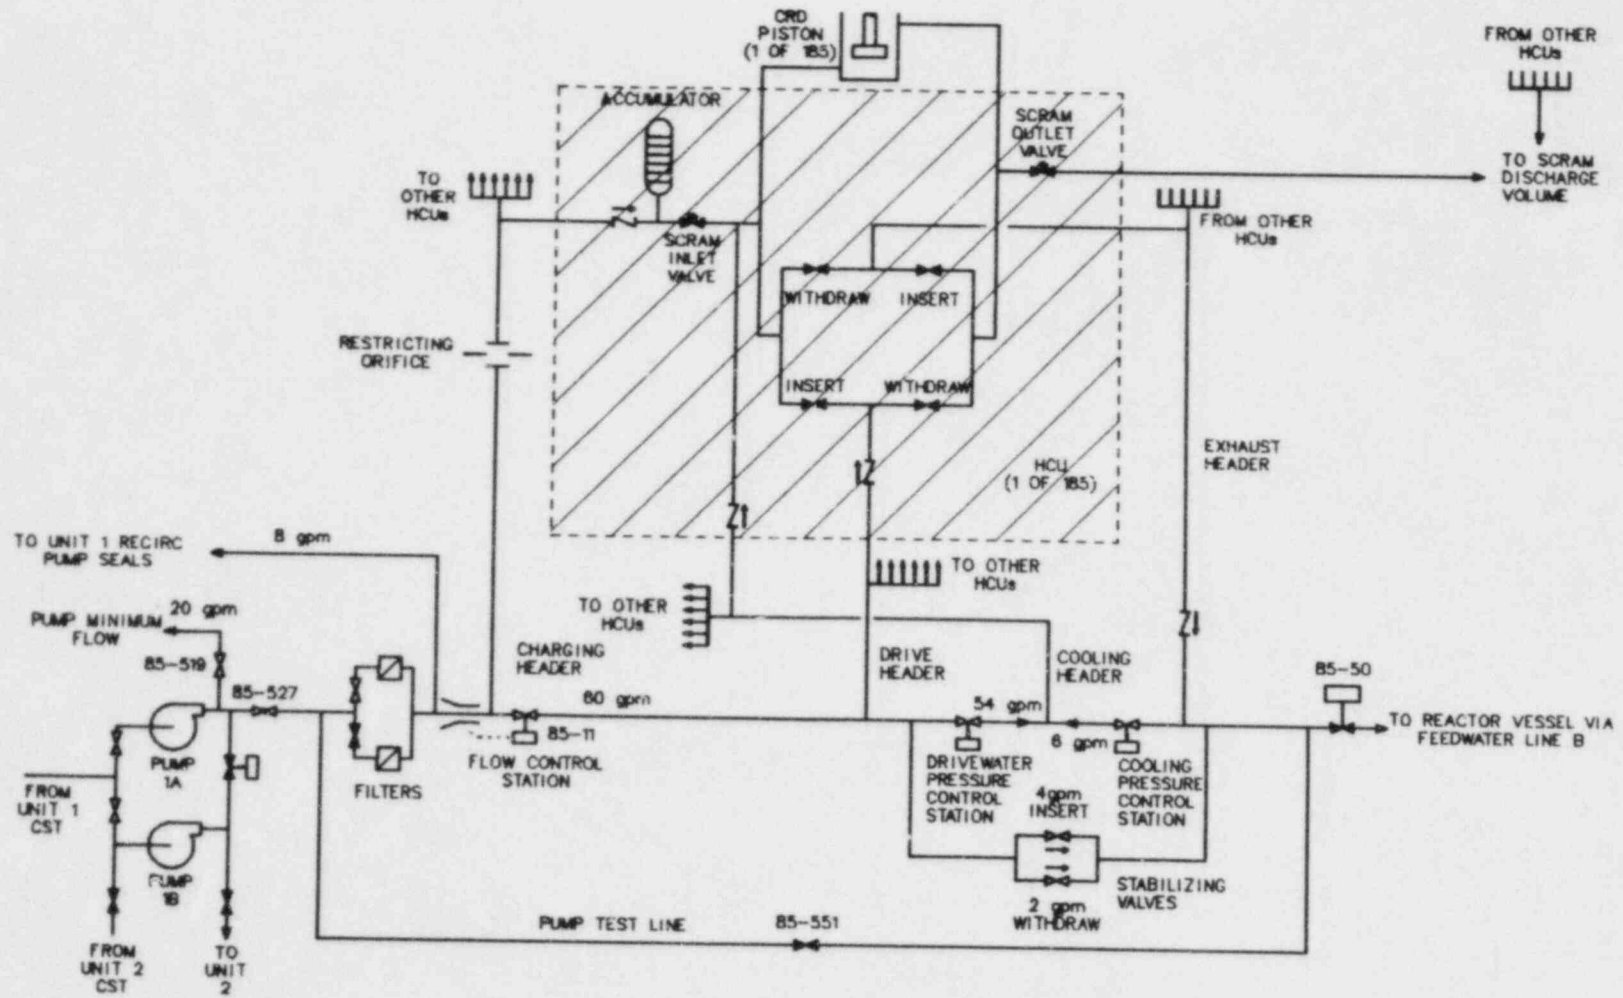 CRD
PISTON
(1 OF 185)
FROM OTHER
HCUs
ACCUMULATOR
SCRAM
OUTLET
VALVE
TO SCRAM
DISCHARGE
VOLUME
TO
OTHER
HCUs
FROM OTHER
HCUs
SCRAM
INLET
VALVE
WITHDRAW
INSERT
RESTRICTING
ORIFICE
INSERT
WITHDRAW
EXHAUST
HEADER
HCU
(1 OF 185)
TO UNIT 1 RECIRC
PUMP SEALS
8 gpm
TO OTHER
HCUs
TO OTHER
HCUs
20 gpm
PUMP MINIMUM
FLOW
85-519
85-527
CHARGING
HEADER
DRIVE
HEADER
COOLING
HEADER
85-50
60 gpm
54 gpm
6 gpm
TO REACTOR VESSEL VIA
FEEDWATER LINE B
85-11
FLOW CONTROL
STATION
PUMP
1A
FILTERS
FROM
UNIT 1
CST
DRIVEWATER
PRESSURE
CONTROL
STATION
COOLING
PRESSURE
CONTROL
STATION
4gpm
INSERT
PUMP
1B
STABILIZING
VALVES
2 gpm
WITHDRAW
PUMP TEST LINE
85-551
FROM
UNIT 2
CST
TO
UNIT
2